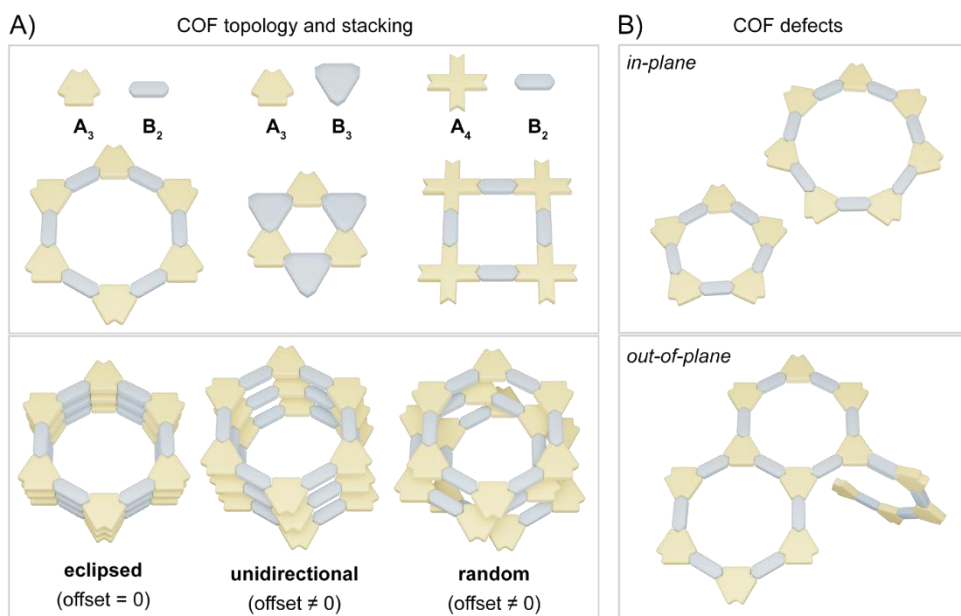 A) COF topology and stacking
B) COF defects
A₃ B₂ A₃ B₃ A₄ B₂
eclipsed
(offset = 0)
unidirectional
(offset ≠ 0)
random
(offset ≠ 0)
in-plane
out-of-plane